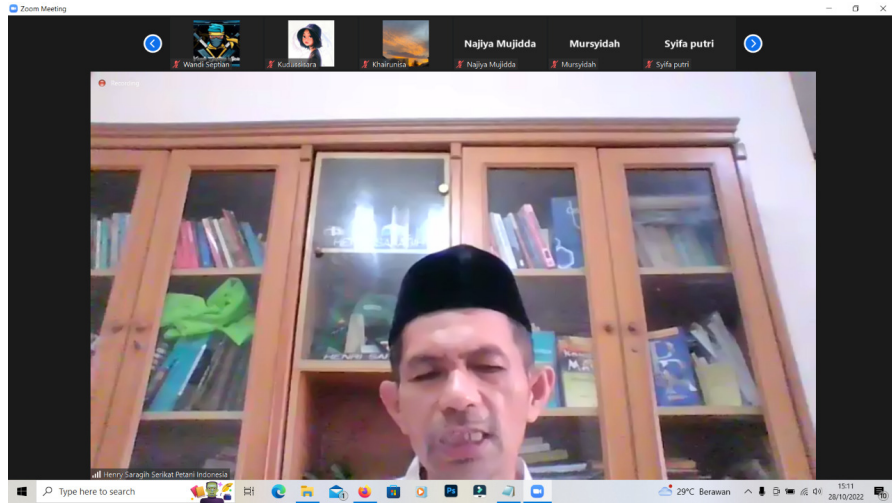 Zoom Meeting
Najiya Mujidda
Mursyidah
Syifa putri
Wandi Septian
Kudussitara
Khairunisa
Najiya Mujidda
Mursyidah
Syifa putri
Henry Saragih Serikat Petani Indonesia
Type here to search
29°C Berawan
15:11
28/10/2022